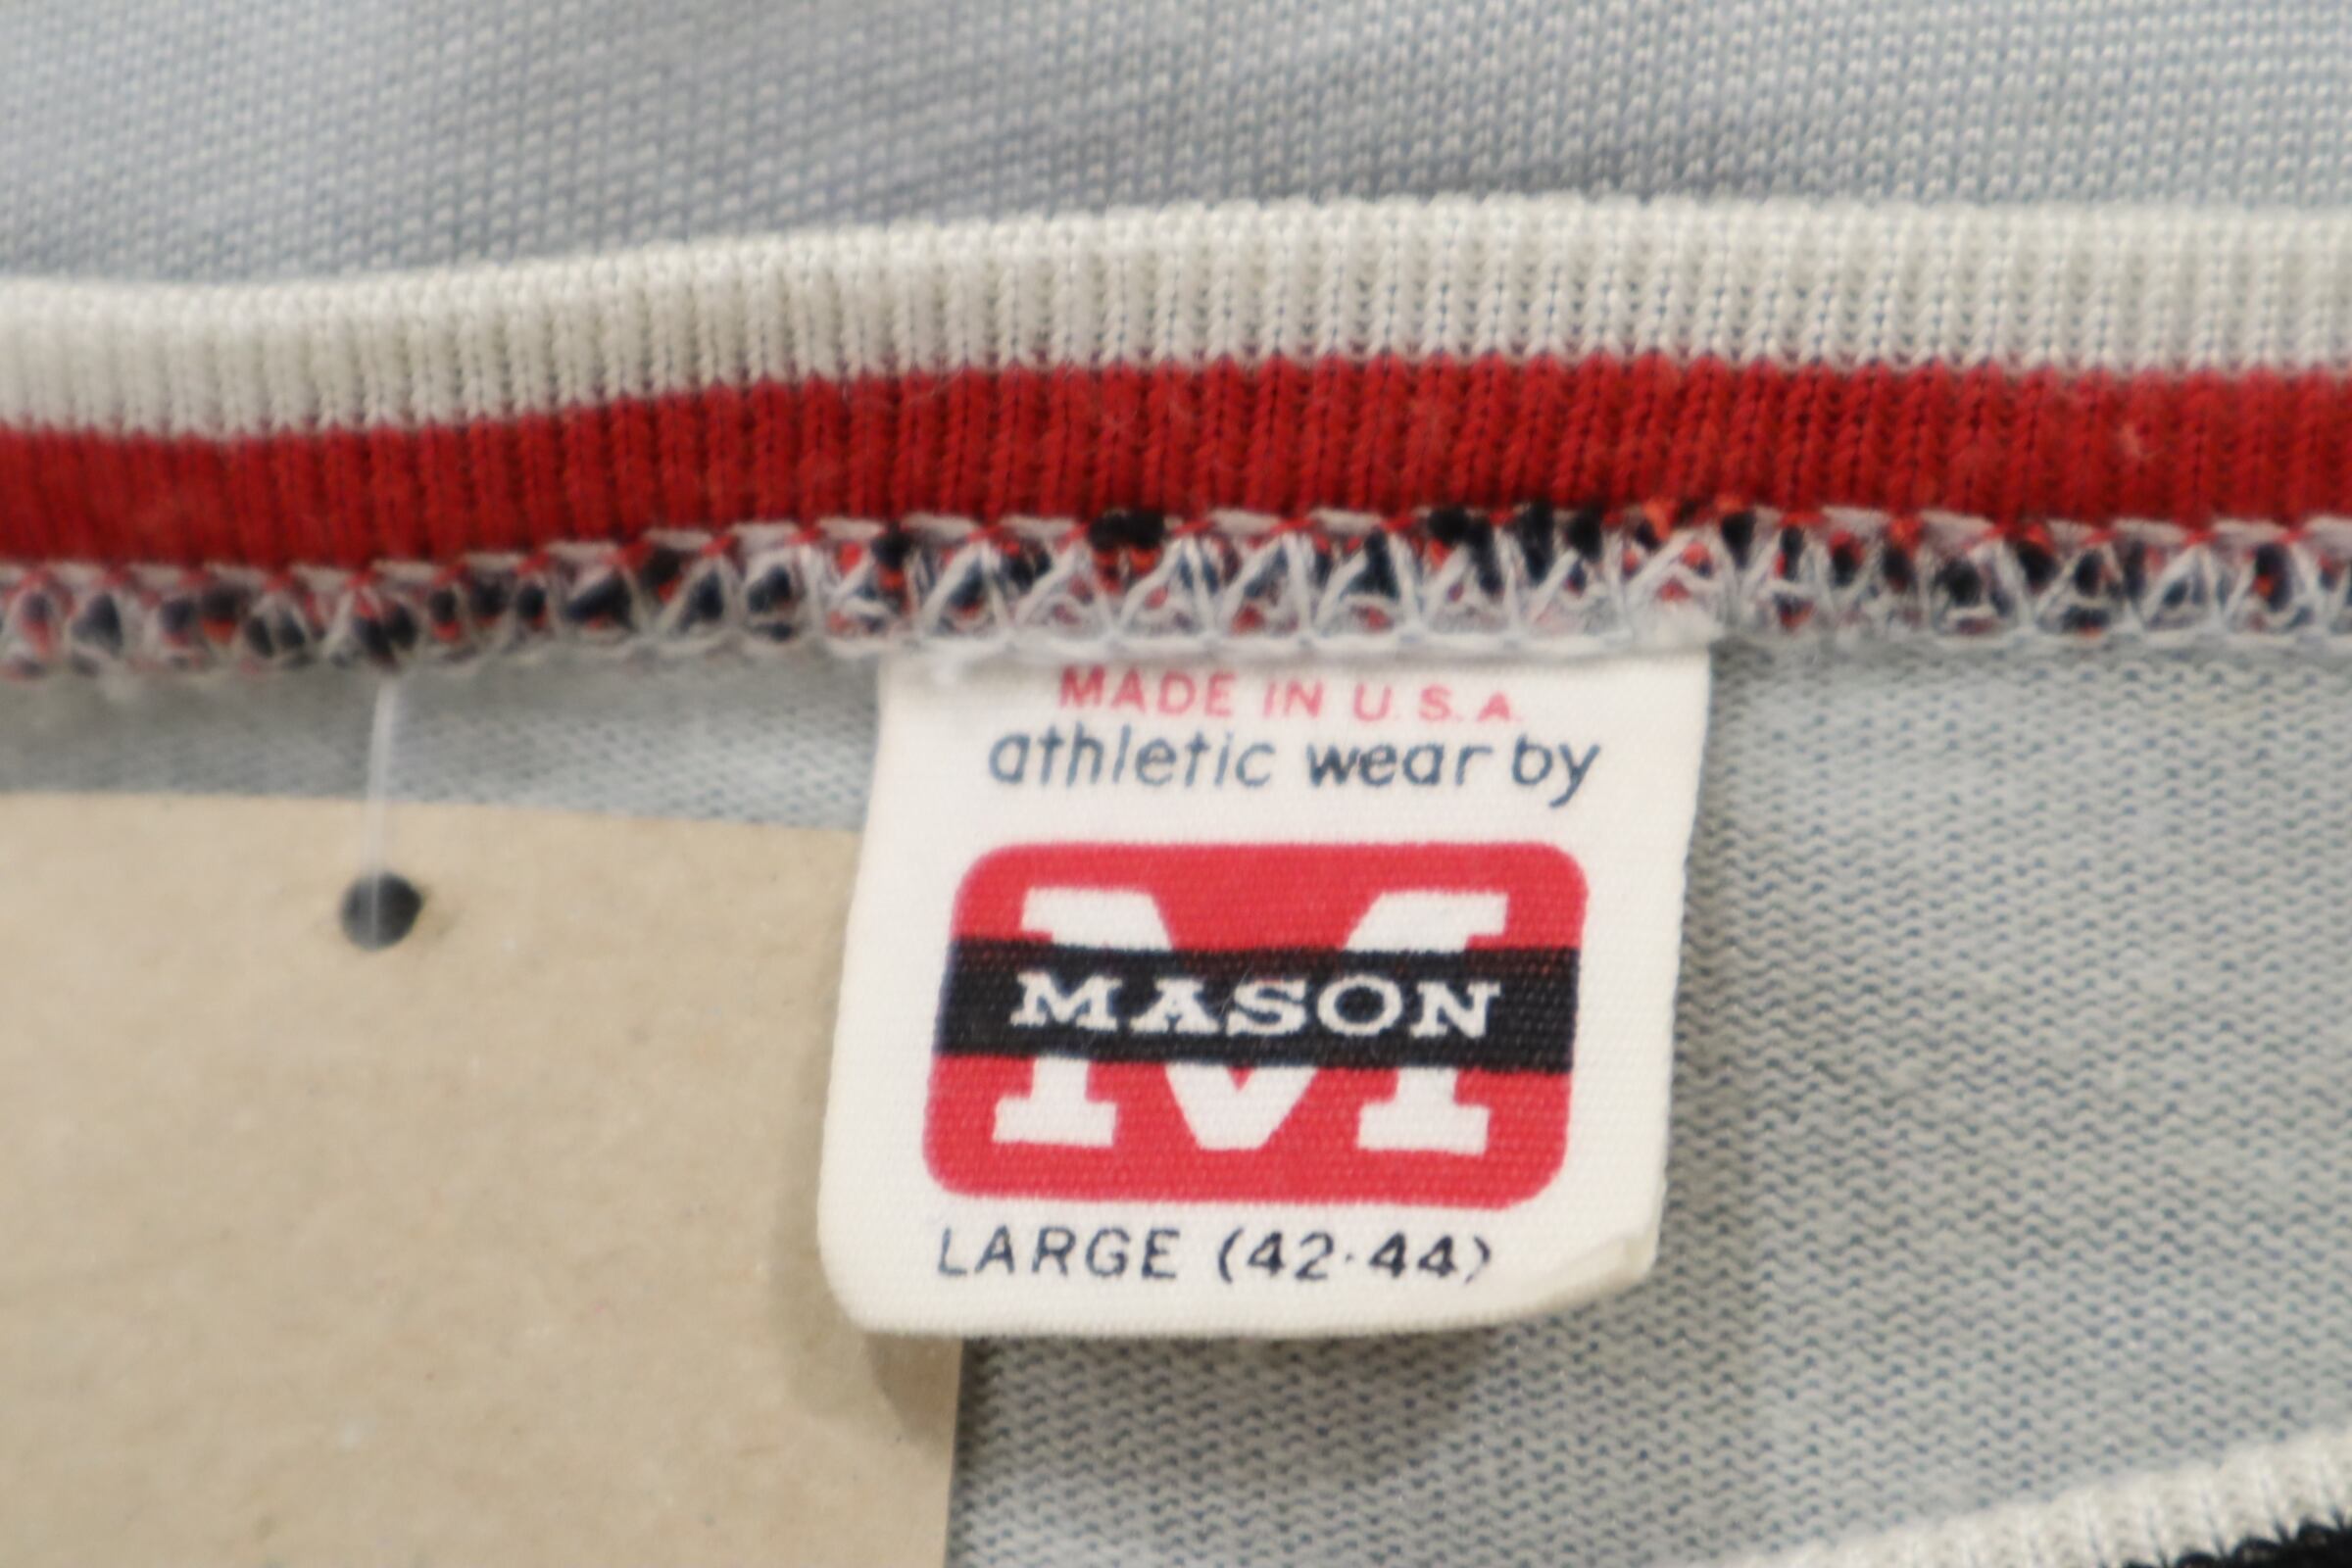 MADE IN U.S.A.
athletic wear by
M
MASON
LARGE (42-44)